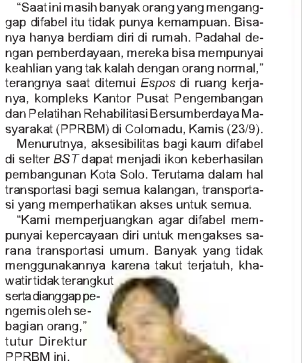 "Saat ini masih banyak orang yang mengang-
gap difabel itu tidak punya kemampuan. Bisa-
nya hanya berdiam diri di rumah. Padahal de-
ngan pemberdayaan, mereka bisa mempunyai
keahlian yang tak kalah dengan orang normal,"
terangnya saat ditemui Espos di ruang kerja-
nya, kompleks Kantor Pusat Pengembangan
dan Pelatihan Rehabilitasi Bersumberdaya Ma-
syarakat (PPRBM) di Colomadu, Kamis (23/9).
Menurutnya, aksesibilitas bagi kaum difabel
di selter BST dapat menjadi ikon keberhasilan
pembangunan Kota Solo. Terutama dalam hal
transportasi bagi semua kalangan, transporta-
si yang memperhatikan akses untuk semua.
"Kami memperjuangkan agar difabel mem-
punyai kepercayaan diri untuk mengakses sa-
rana transportasi umum. Banyak yang tidak
menggunakannya karena takut terjatuh, kha-
watir tidak terangkut
serta dianggap pe-
ngemis oleh se-
bagian orang,"
tutur Direktur
PPRBM ini.